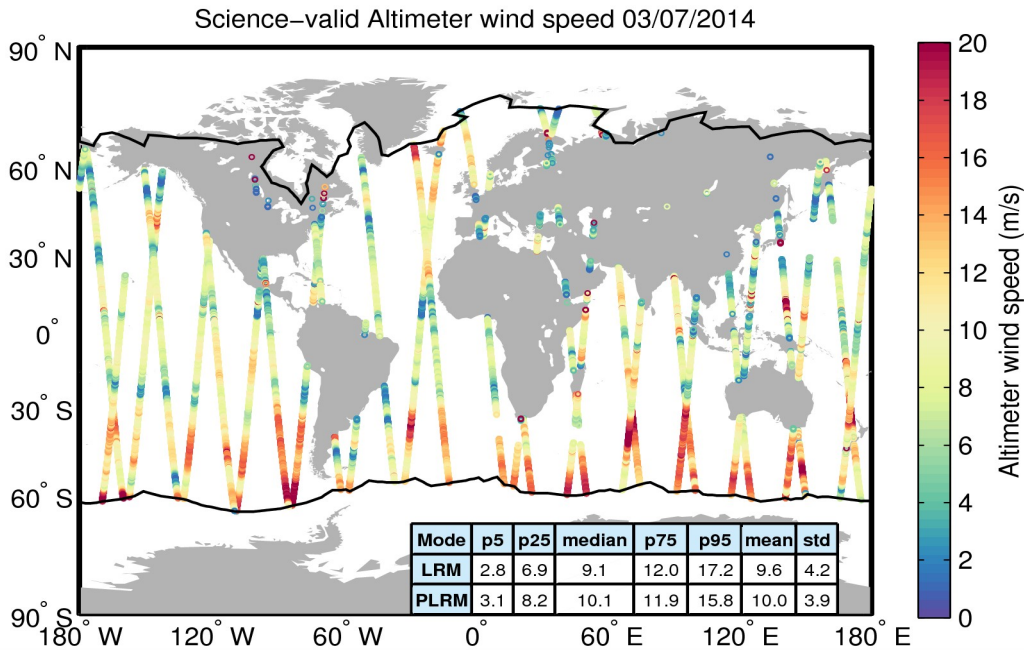 Science−valid Altimeter wind speed 03/07/2014
90° N
60° N
30° N
0°
30° S
60° S
90° S
180° W
120° W
60° W
0°
60° E
120° E
180° E
Mode p5 p25 median p75 p95 mean std
LRM 2.8 6.9 9.1 12.0 17.2 9.6 4.2
PLRM 3.1 8.2 10.1 11.9 15.8 10.0 3.9
20
18
16
14
12
10
8
6
4
2
0
Altimeter wind speed (m/s)